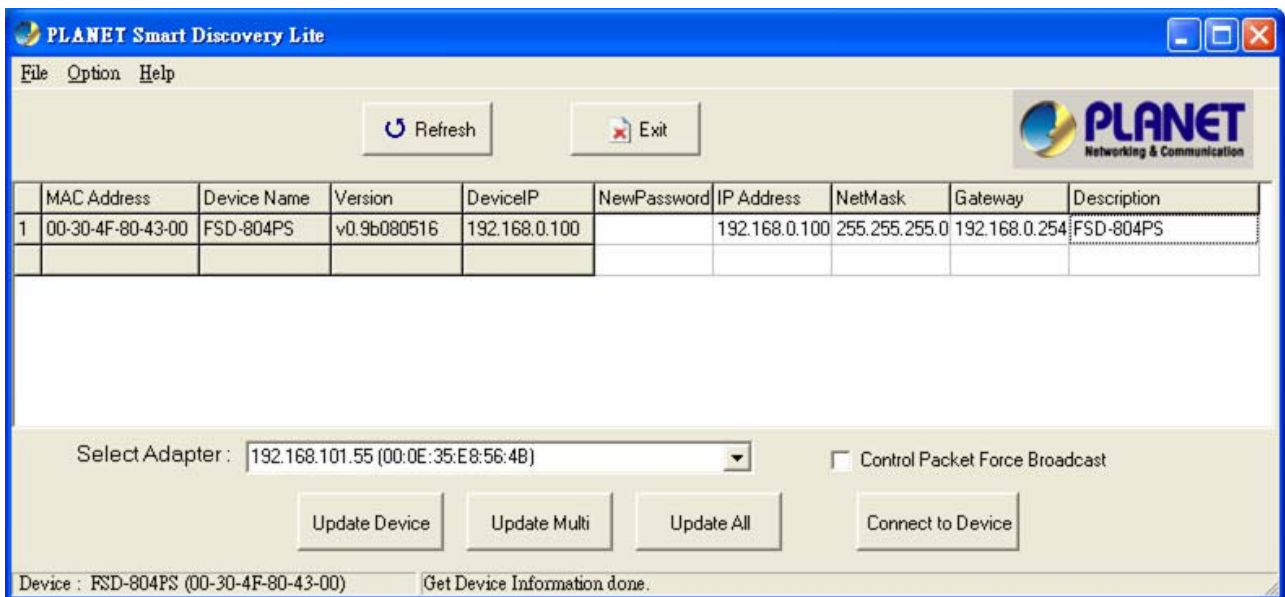 PLANET Smart Discovery Lite
File Option Help
Refresh Exit
PLANET
Networking & Communication
MAC Address Device Name Version DeviceIP NewPassword IP Address NetMask Gateway Description
1 00-30-4F-80-43-00 FSD-804PS v0.9b080516 192.168.0.100 192.168.0.100 255.255.255.0 192.168.0.254 FSD-804PS
Select Adapter : 192.168.101.55 (00:0E:35:E8:56:4B) Control Packet Force Broadcast
Update Device Update Multi Update All Connect to Device
Device : FSD-804PS (00-30-4F-80-43-00) Get Device Information done.